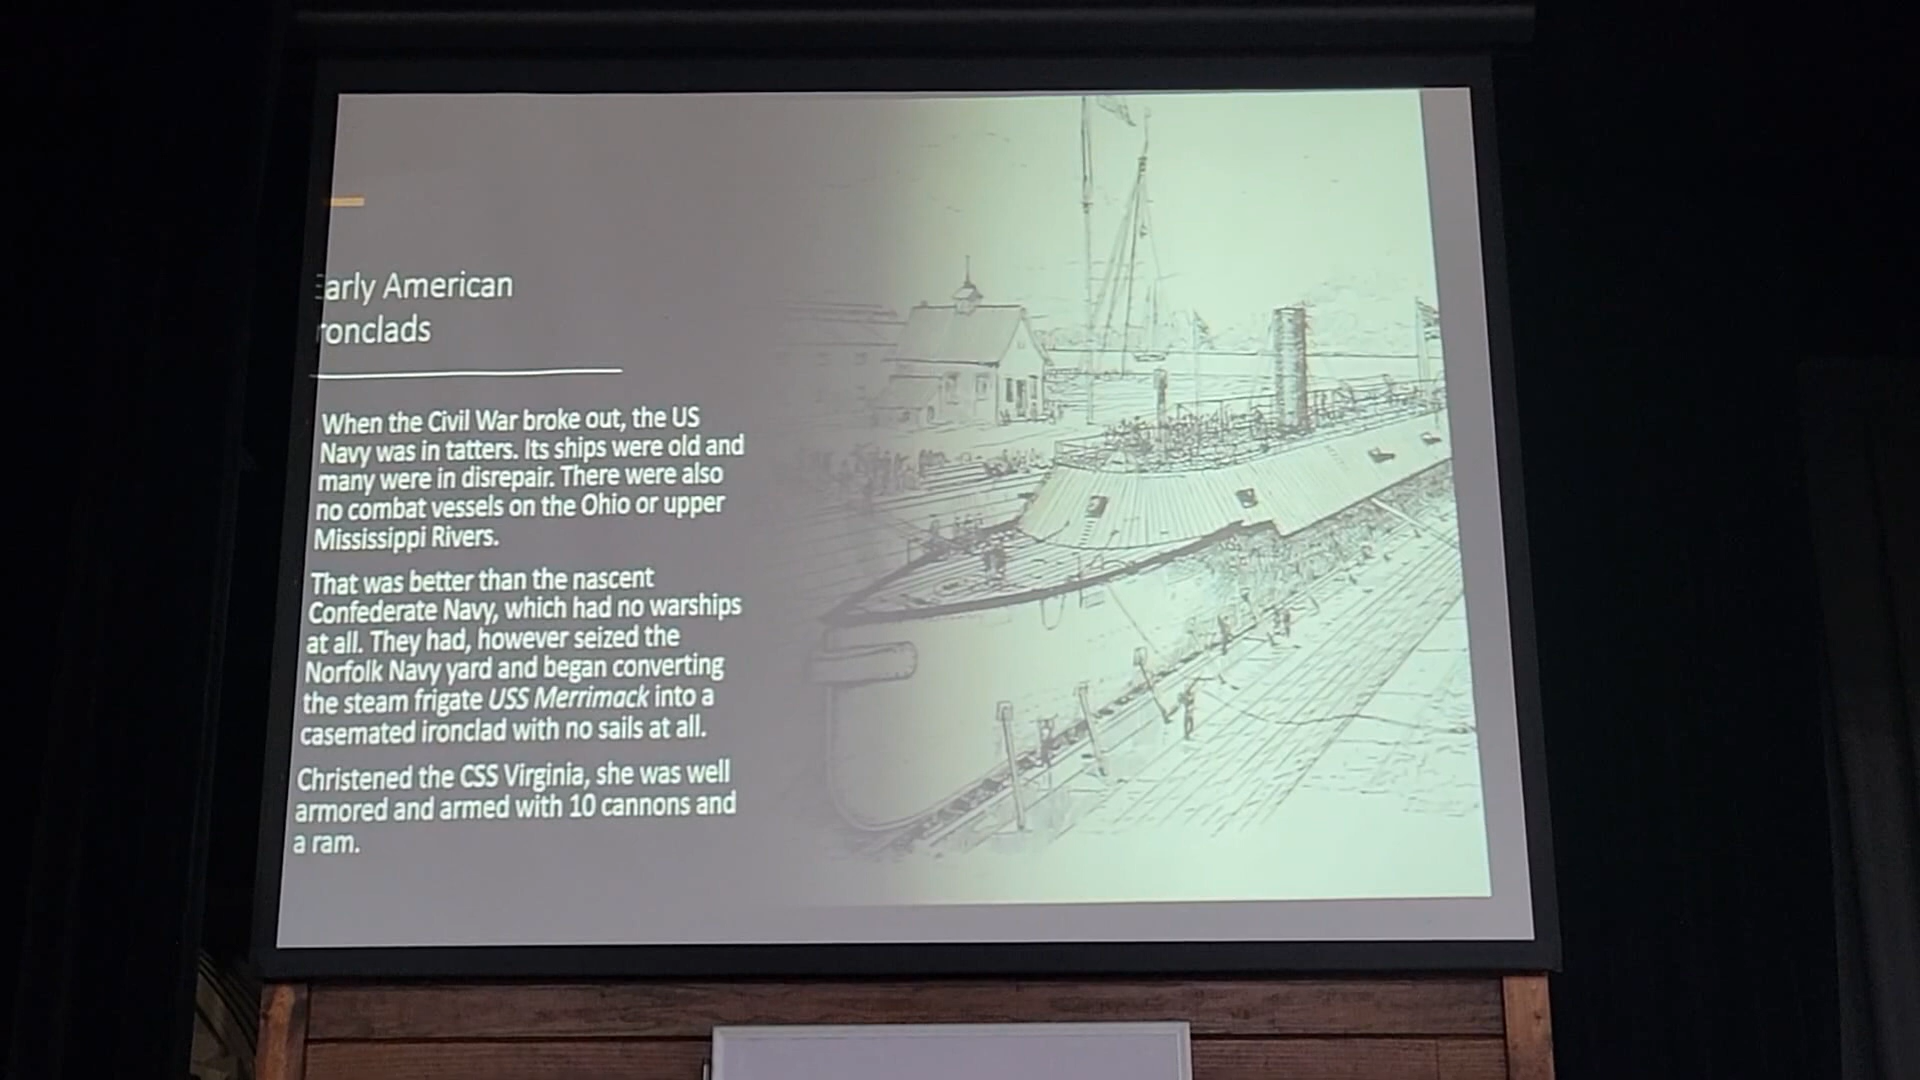 Early American
Ironclads
When the Civil War broke out, the US
Navy was in tatters. Its ships were old and
many were in disrepair. There were also
no combat vessels on the Ohio or upper
Mississippi Rivers.
That was better than the nascent
Confederate Navy, which had no warships
at all. They had, however seized the
Norfolk Navy yard and began converting
the steam frigate USS Merrimack into a
casemated ironclad with no sails at all.
Christened the CSS Virginia, she was well
armored and armed with 10 cannons and
a ram.